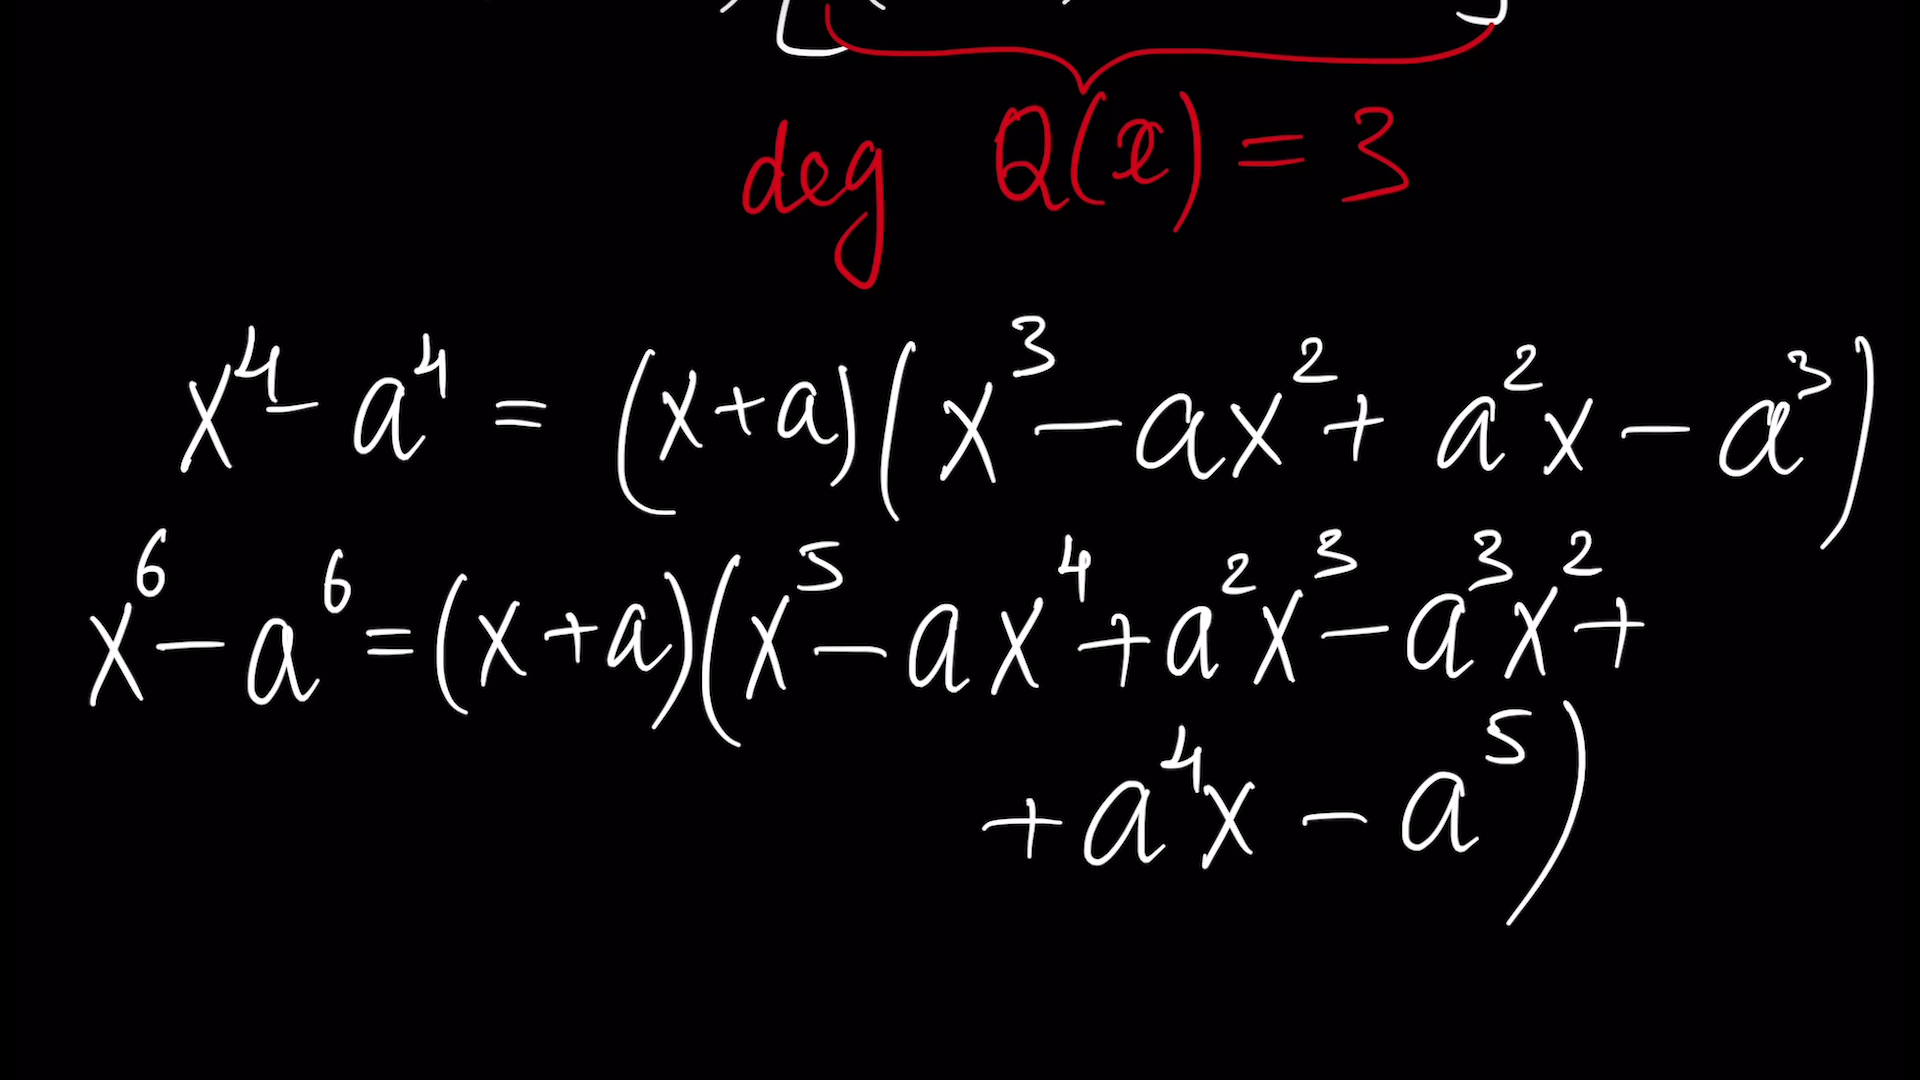 deg Q(x) = 3
x⁴ - a⁴ = (x+a)(x³ - ax² + a²x - a³)
x⁶ - a⁶ = (x+a)(x⁵ - ax⁴ + a²x³ - a³x² +
+ a⁴x - a⁵)